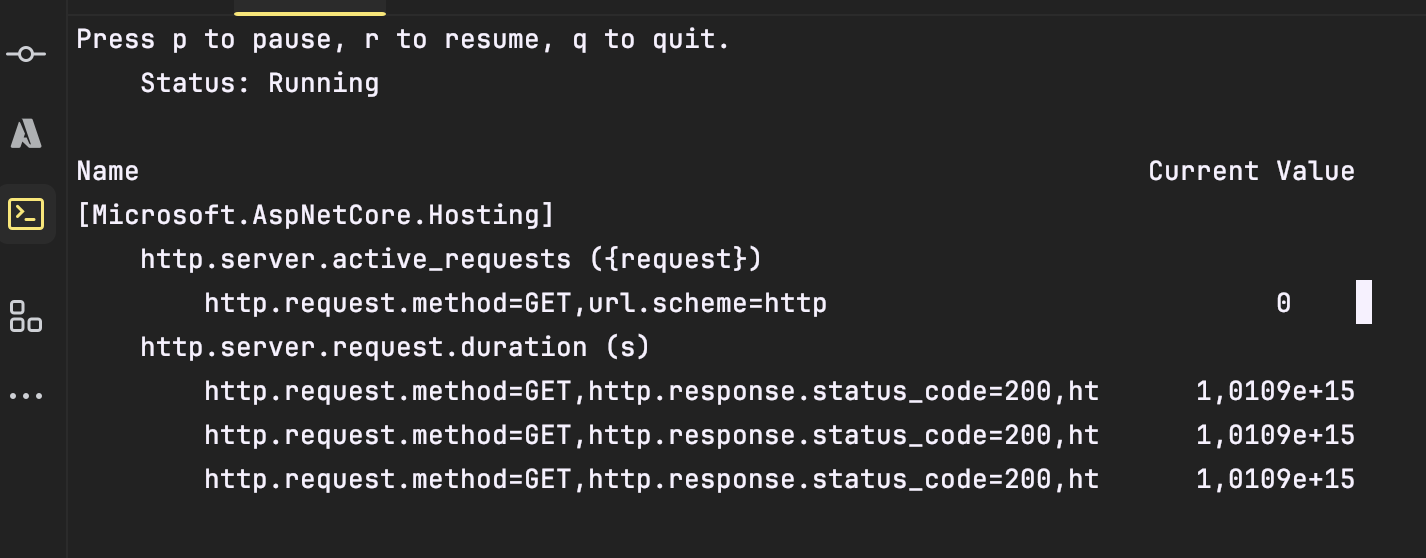 Press p to pause, r to resume, q to quit.
Status: Running
Name Current Value
[Microsoft.AspNetCore.Hosting]
http.server.active_requests ({request})
http.request.method=GET,url.scheme=http 0
http.server.request.duration (s)
http.request.method=GET,http.response.status_code=200,ht 1,0109e+15
http.request.method=GET,http.response.status_code=200,ht 1,0109e+15
http.request.method=GET,http.response.status_code=200,ht 1,0109e+15